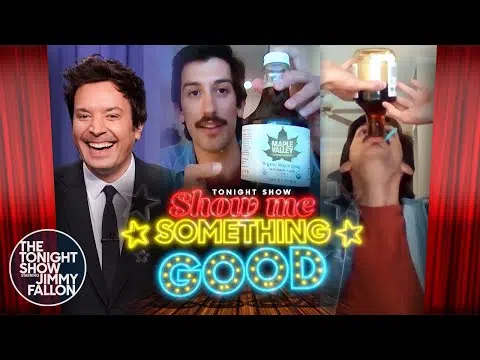 MAPLE
VALLEY
TONIGHT SHOW
Show me
SOMETHING
GOOD
THE
TONIGHT
SHOW
STARRING
JIMMY
FALLON